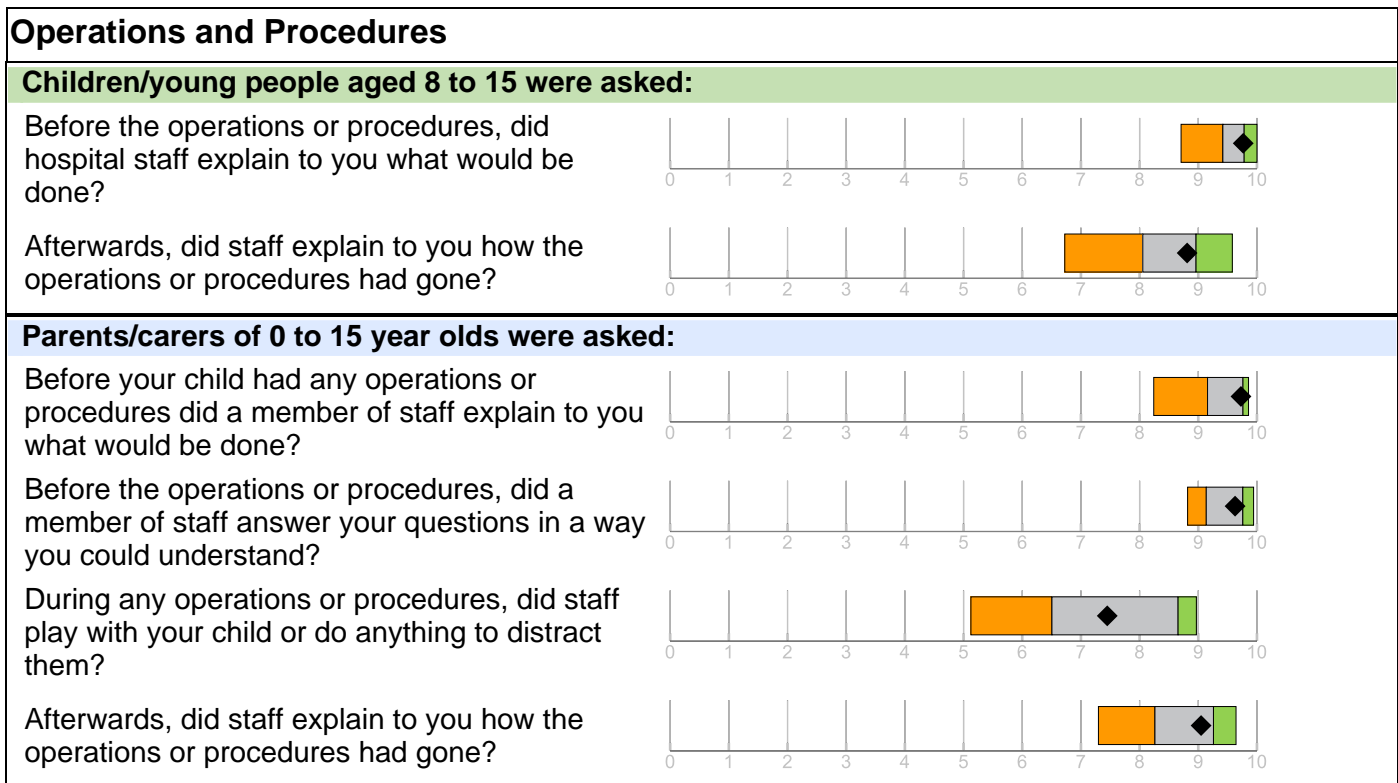 Operations and Procedures
Children/young people aged 8 to 15 were asked:
Before the operations or procedures, did
hospital staff explain to you what would be
done?
0 1 2 3 4 5 6 7 8 9 10
Afterwards, did staff explain to you how the
operations or procedures had gone?
0 1 2 3 4 5 6 7 8 9 10
Parents/carers of 0 to 15 year olds were asked:
Before your child had any operations or
procedures did a member of staff explain to you
what would be done?
0 1 2 3 4 5 6 7 8 9 10
Before the operations or procedures, did a
member of staff answer your questions in a way
you could understand?
0 1 2 3 4 5 6 7 8 9 10
During any operations or procedures, did staff
play with your child or do anything to distract
them?
0 1 2 3 4 5 6 7 8 9 10
Afterwards, did staff explain to you how the
operations or procedures had gone?
0 1 2 3 4 5 6 7 8 9 10